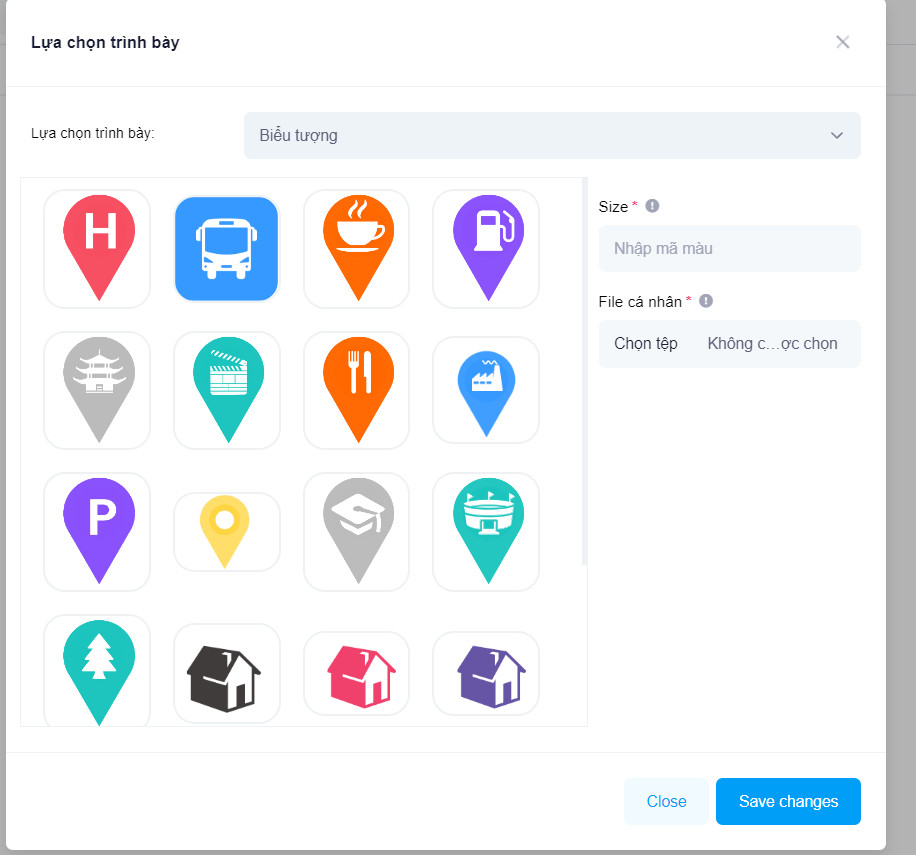 Lựa chọn trình bày
Lựa chọn trình bày:
Biểu tượng
H
Size *
Nhập mã màu
File cá nhân *
Chọn tệp Không c...ợc chọn
P
Close
Save changes